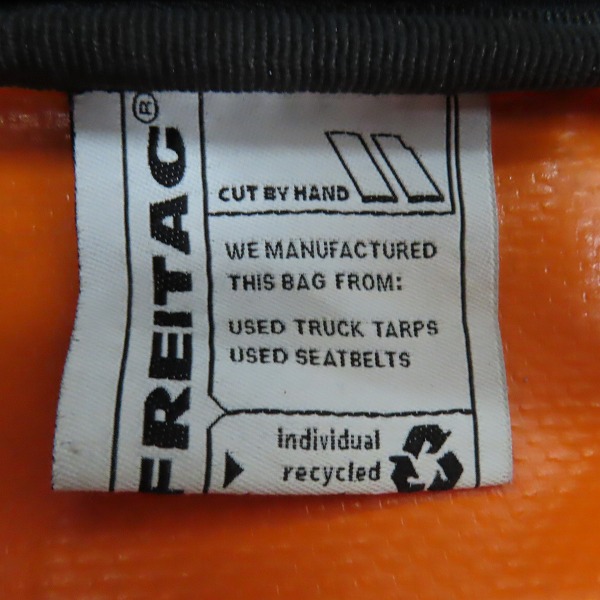 FREITAG®
CUT BY HAND
WE MANUFACTURED
THIS BAG FROM:
USED TRUCK TARPS
USED SEATBELTS
individual
recycled